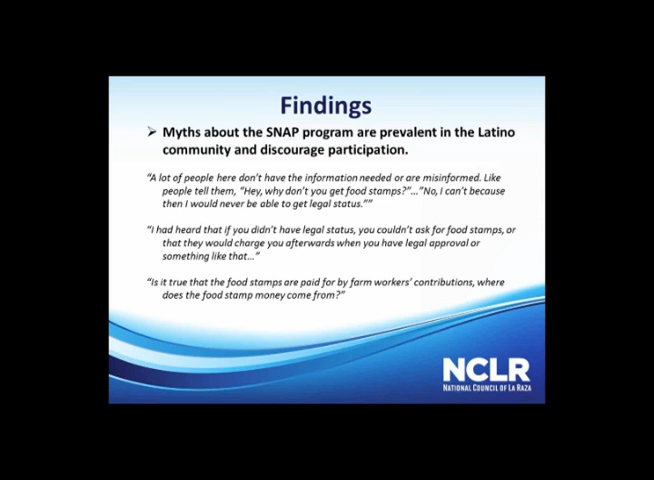 Findings
➢ Myths about the SNAP program are prevalent in the Latino
community and discourage participation.
“A lot of people here don’t have the information needed or are misinformed. Like
people tell them, “Hey, why don’t you get food stamps?”…”No, I can’t because
then I would never be able to get legal status.””
“I had heard that if you didn’t have legal status, you couldn’t ask for food stamps, or
that they would charge you afterwards when you have legal approval or
something like that…”
“Is it true that the food stamps are paid for by farm workers’ contributions, where
does the food stamp money come from?”
NCLR
NATIONAL COUNCIL OF LA RAZA